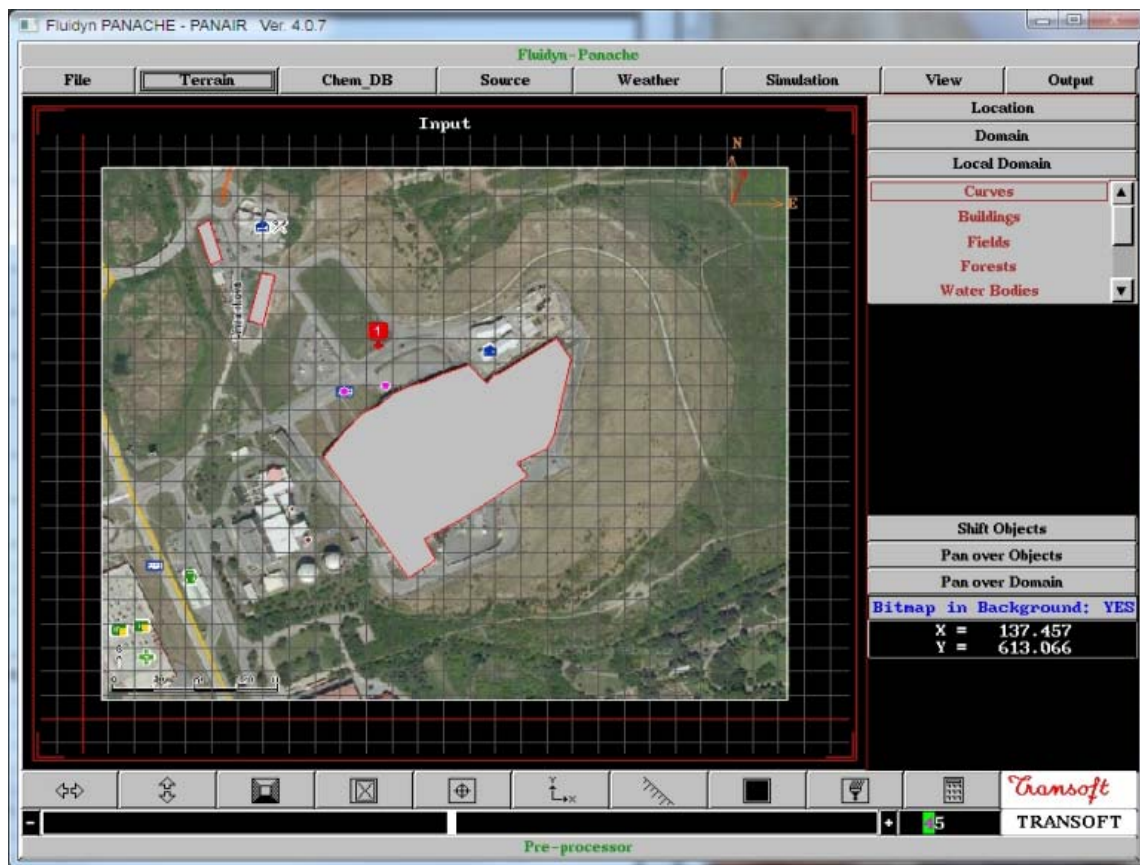 Fluidyn PANACHE - PANAIR Ver. 4.0.7
Fluidyn-Panache
File Terrain Chem_DB Source Weather Simulation View Output
Input
Location
Domain
Local Domain
Curves
Buildings
Fields
Forests
Water Bodies
N
E
1
Shift Objects
Pan over Objects
Pan over Domain
Bitmap in Background: YES
X = 137.457
Y = 613.066
Y
X
Transoft
45
TRANSOFT
Pre-processor